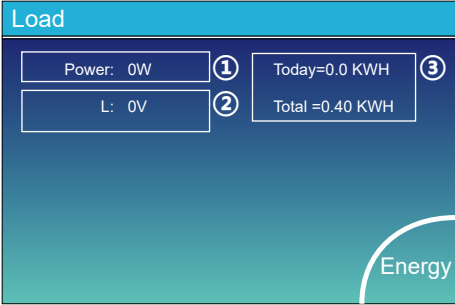 Load
Power: 0W ①
L: 0V ②
Today=0.0 KWH ③
Total =0.40 KWH
Energy